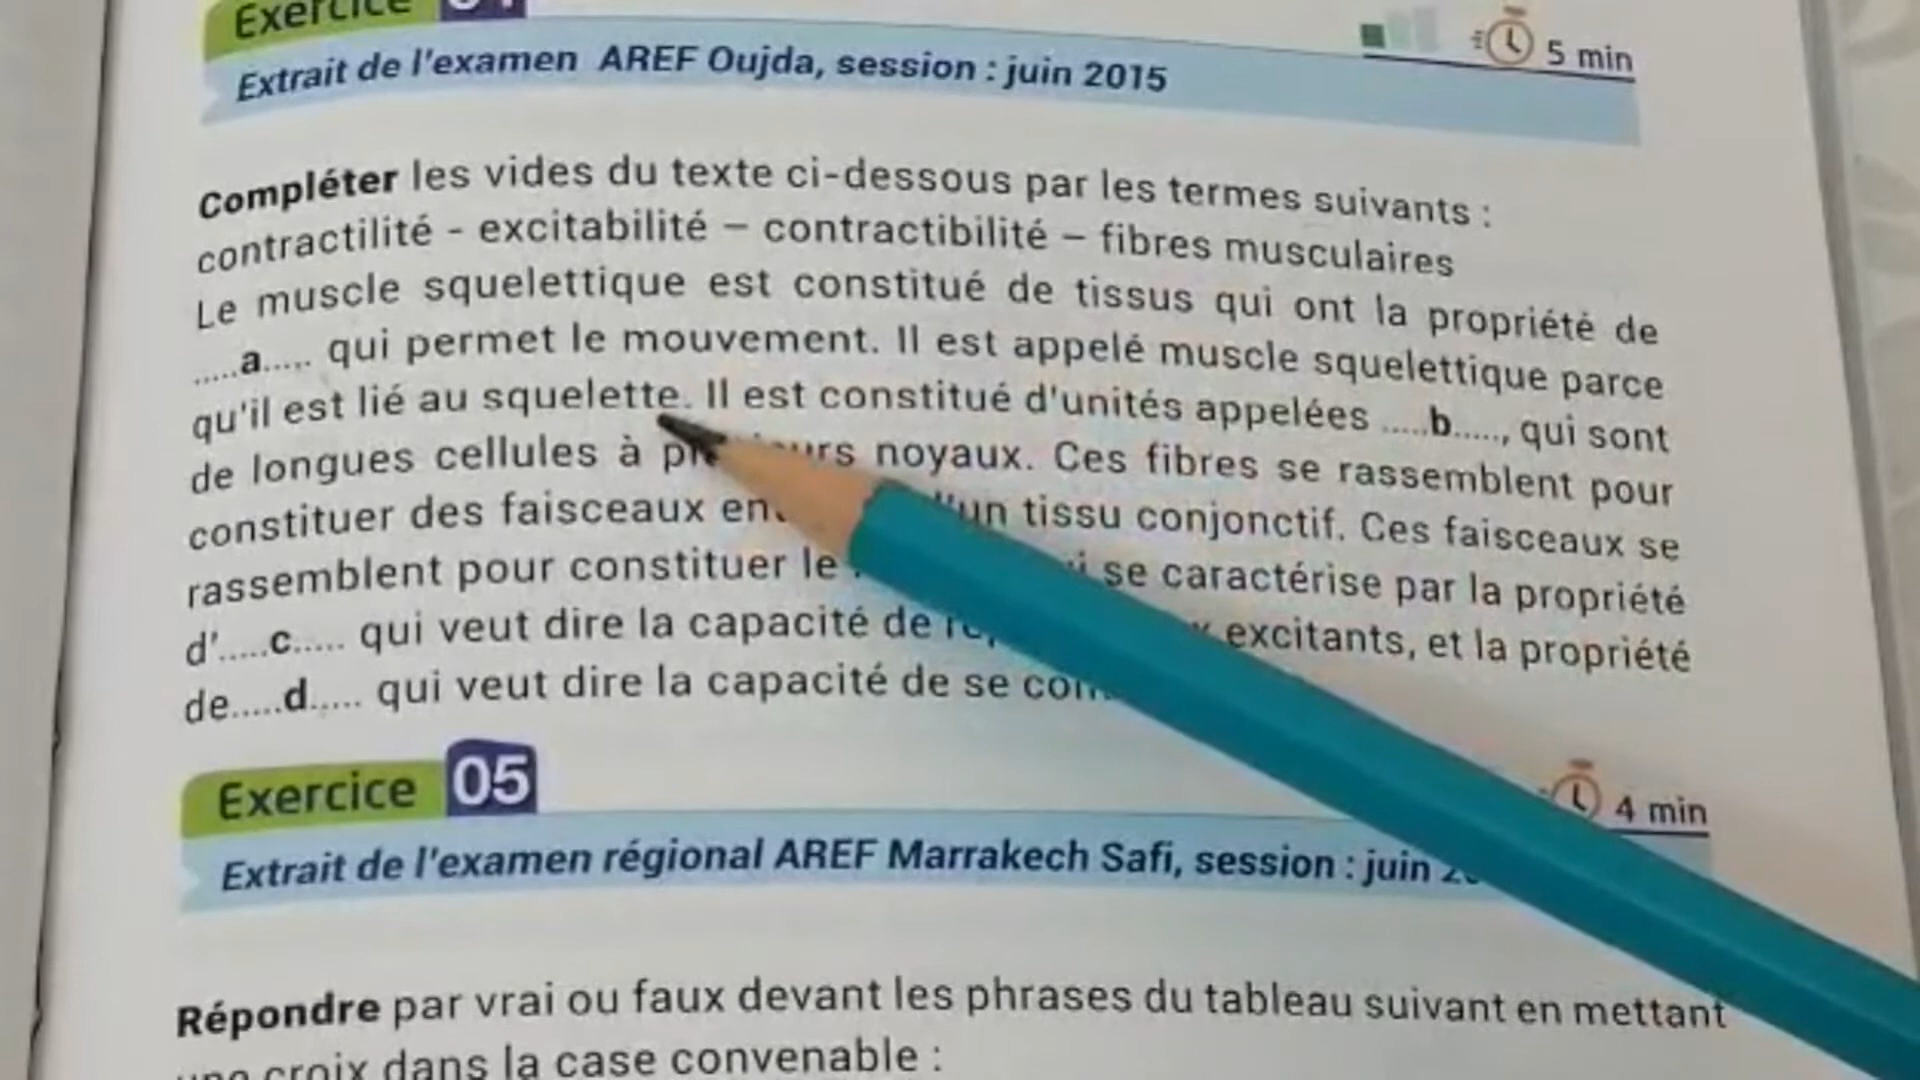 Exercice
Extrait de l'examen AREF Oujda, session : juin 2015
5 min
Compléter les vides du texte ci-dessous par les termes suivants :
contractilité - excitabilité – contractibilité – fibres musculaires
Le muscle squelettique est constitué de tissus qui ont la propriété de
.....a..... qui permet le mouvement. Il est appelé muscle squelettique parce
qu'il est lié au squelette. Il est constitué d'unités appelées .....b....., qui sont
de longues cellules à noyaux. Ces fibres se rassemblent pour
constituer des faisceaux d'un tissu conjonctif. Ces faisceaux se
rassemblent pour constituer le se caractérise par la propriété
d'.....c..... qui veut dire la capacité de excitants, et la propriété
de.....d..... qui veut dire la capacité de se
Exercice 05
4 min
Extrait de l'examen régional AREF Marrakech Safi, session : juin
Répondre par vrai ou faux devant les phrases du tableau suivant en mettant
une croix dans la case convenable :